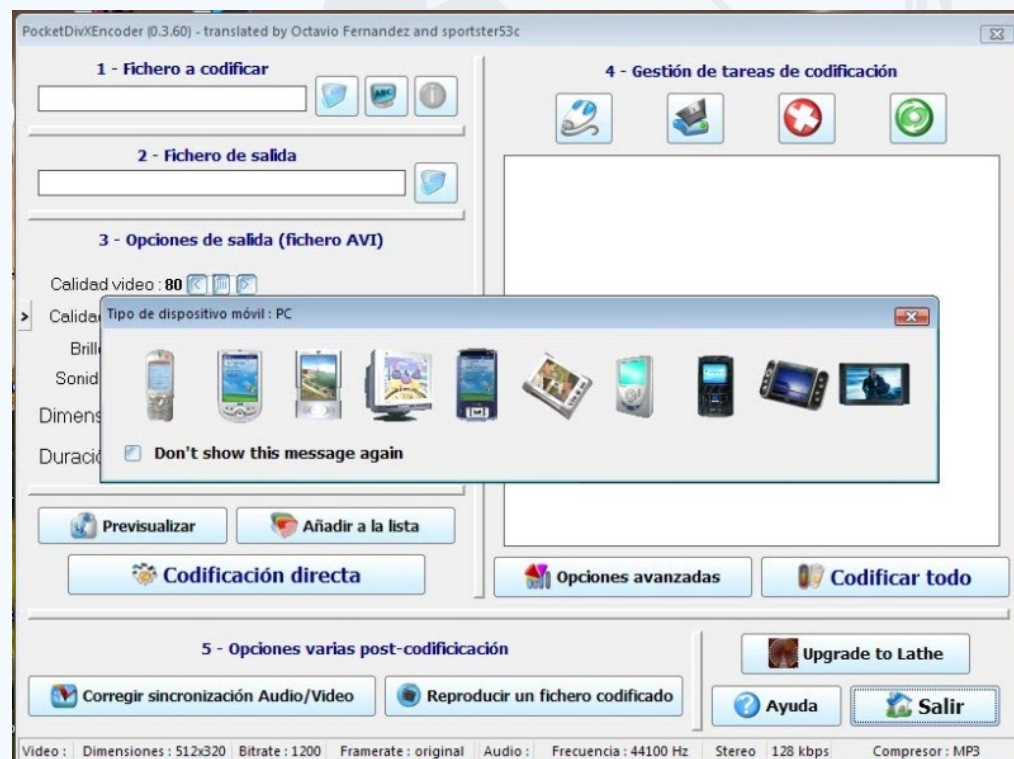 PocketDivXEncoder (0.3.60) - translated by Octavio Fernandez and sportster53c
1 - Fichero a codificar
ABC
2 - Fichero de salida
3 - Opciones de salida (fichero AVI)
Calidad video : 80
4 - Gestión de tareas de codificación
Tipo de dispositivo móvil : PC
Don't show this message again
Previsualizar
Añadir a la lista
Codificación directa
Opciones avanzadas
Codificar todo
5 - Opciones varias post-codificicación
Corregir sincronización Audio/Video
Reproducir un fichero codificado
Upgrade to Lathe
Ayuda
Salir
Video : Dimensiones : 512x320 Bitrate : 1200 Framerate : original Audio : Frecuencia : 44100 Hz Stereo 128 kbps Compresor : MP3